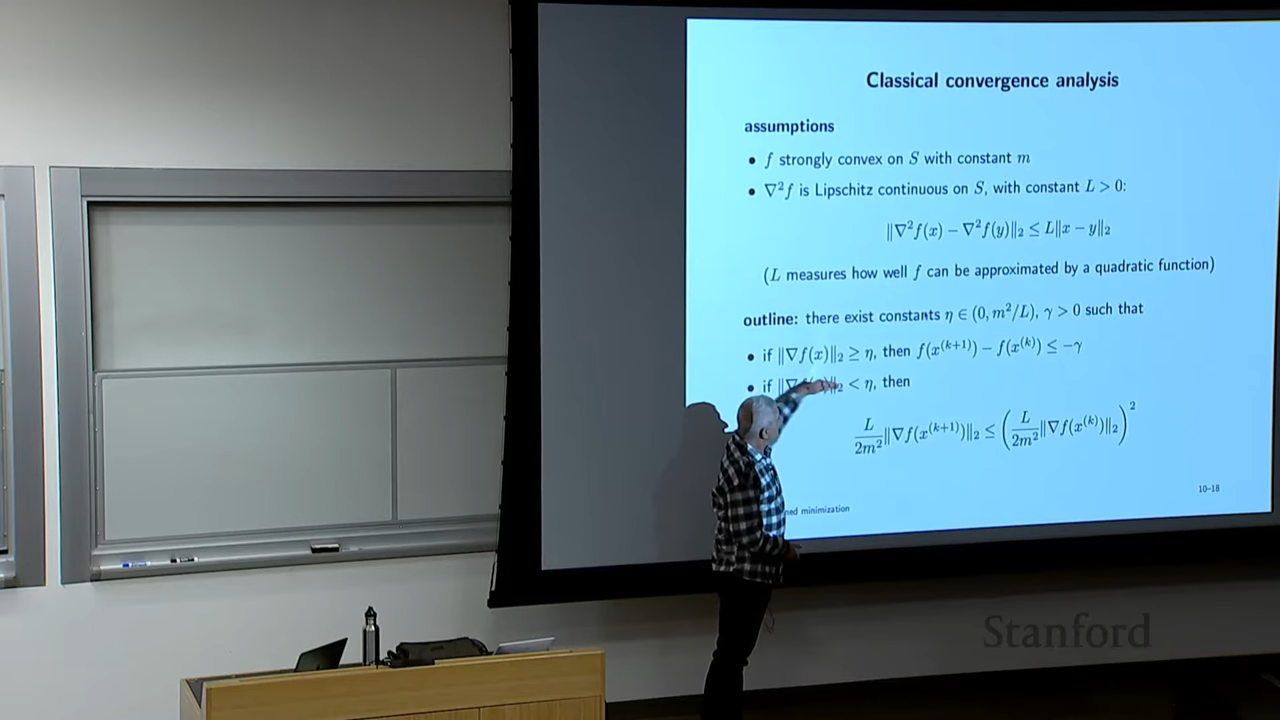 Classical convergence analysis
assumptions
• f strongly convex on S with constant m
• ∇²f is Lipschitz continuous on S, with constant L > 0:
‖∇²f(x) − ∇²f(y)‖₂ ≤ L‖x − y‖₂
(L measures how well f can be approximated by a quadratic function)
outline: there exist constants η ∈ (0, m²/L), γ > 0 such that
• if ‖∇f(x)‖₂ ≥ η, then f(x⁽ᵏ⁺¹⁾) − f(x⁽ᵏ⁾) ≤ −γ
• if ‖∇ ‖₂ < η, then
L/2m² ‖∇f(x⁽ᵏ⁺¹⁾)‖₂ ≤ (L/2m² ‖∇f(x⁽ᵏ⁾)‖₂)²
10–18
minimization
Stanford